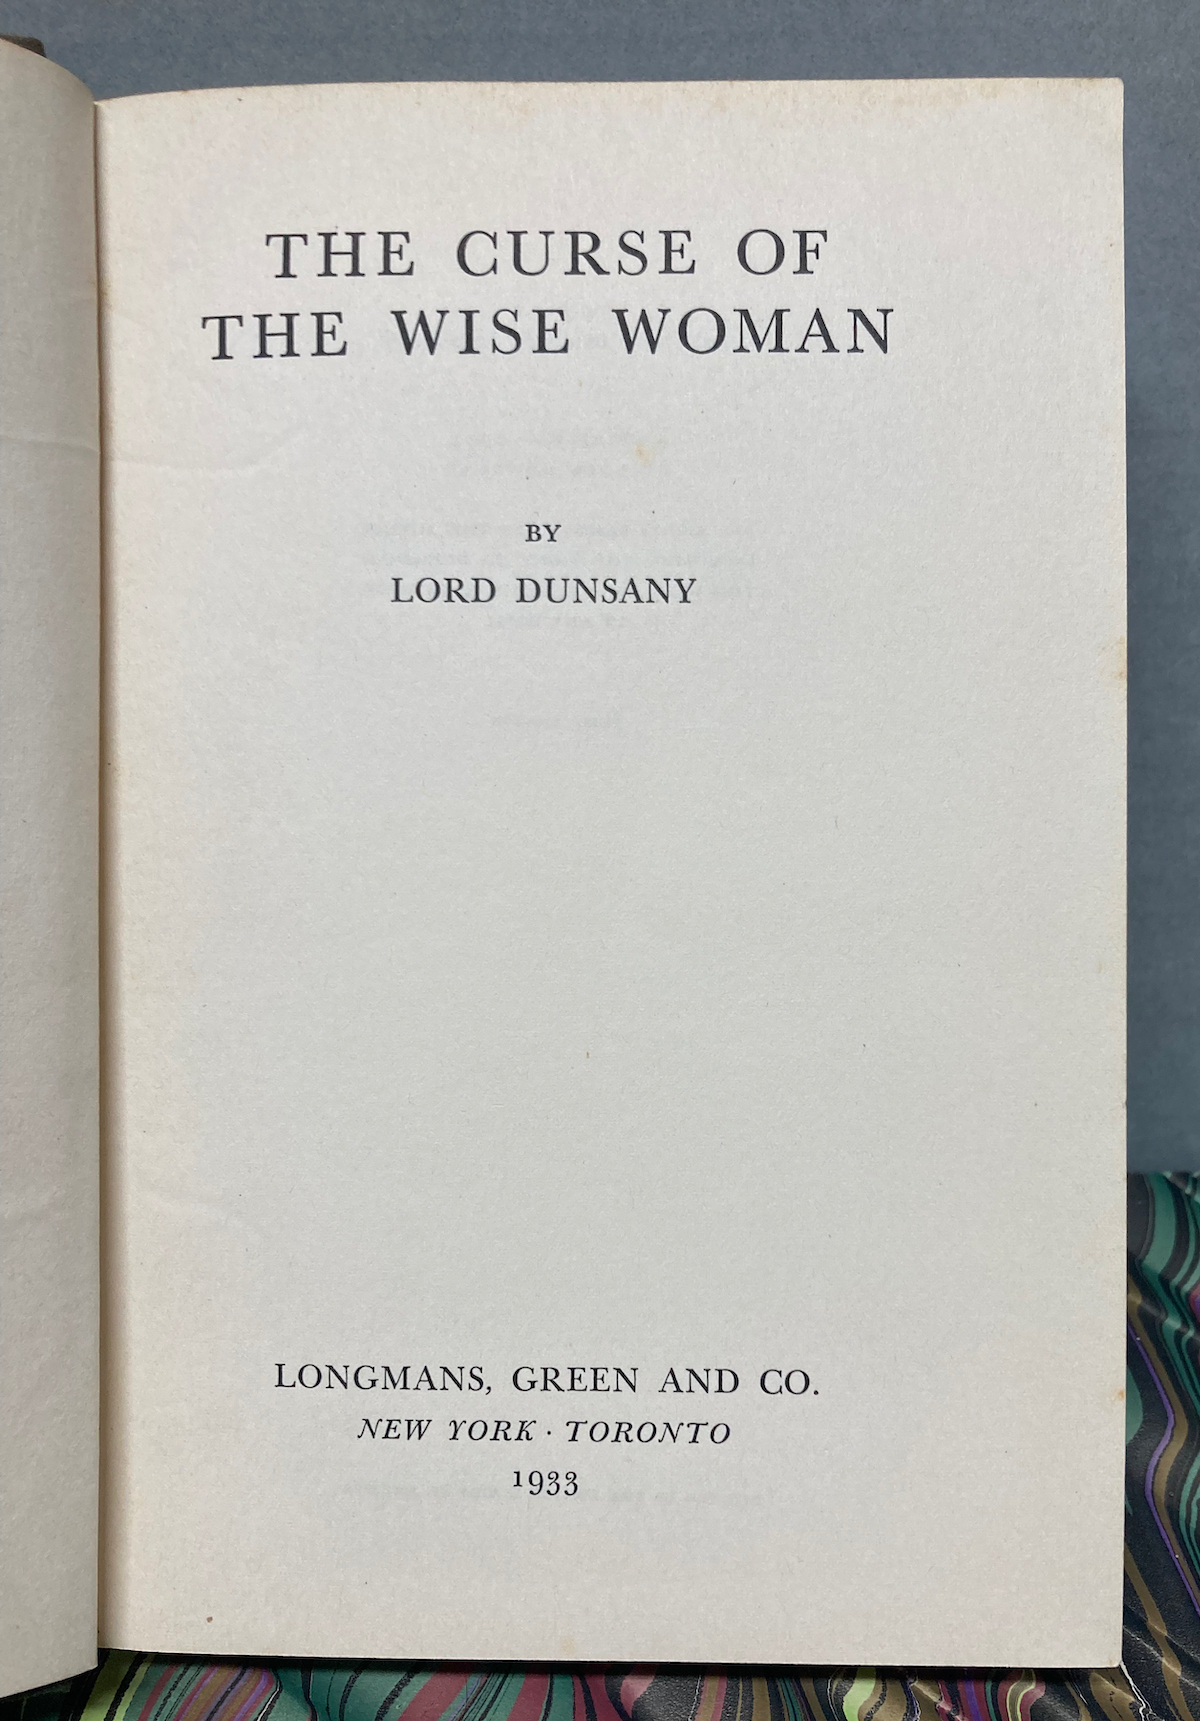 THE CURSE OF
THE WISE WOMAN
BY
LORD DUNSANY
LONGMANS, GREEN AND CO.
NEW YORK · TORONTO
1933